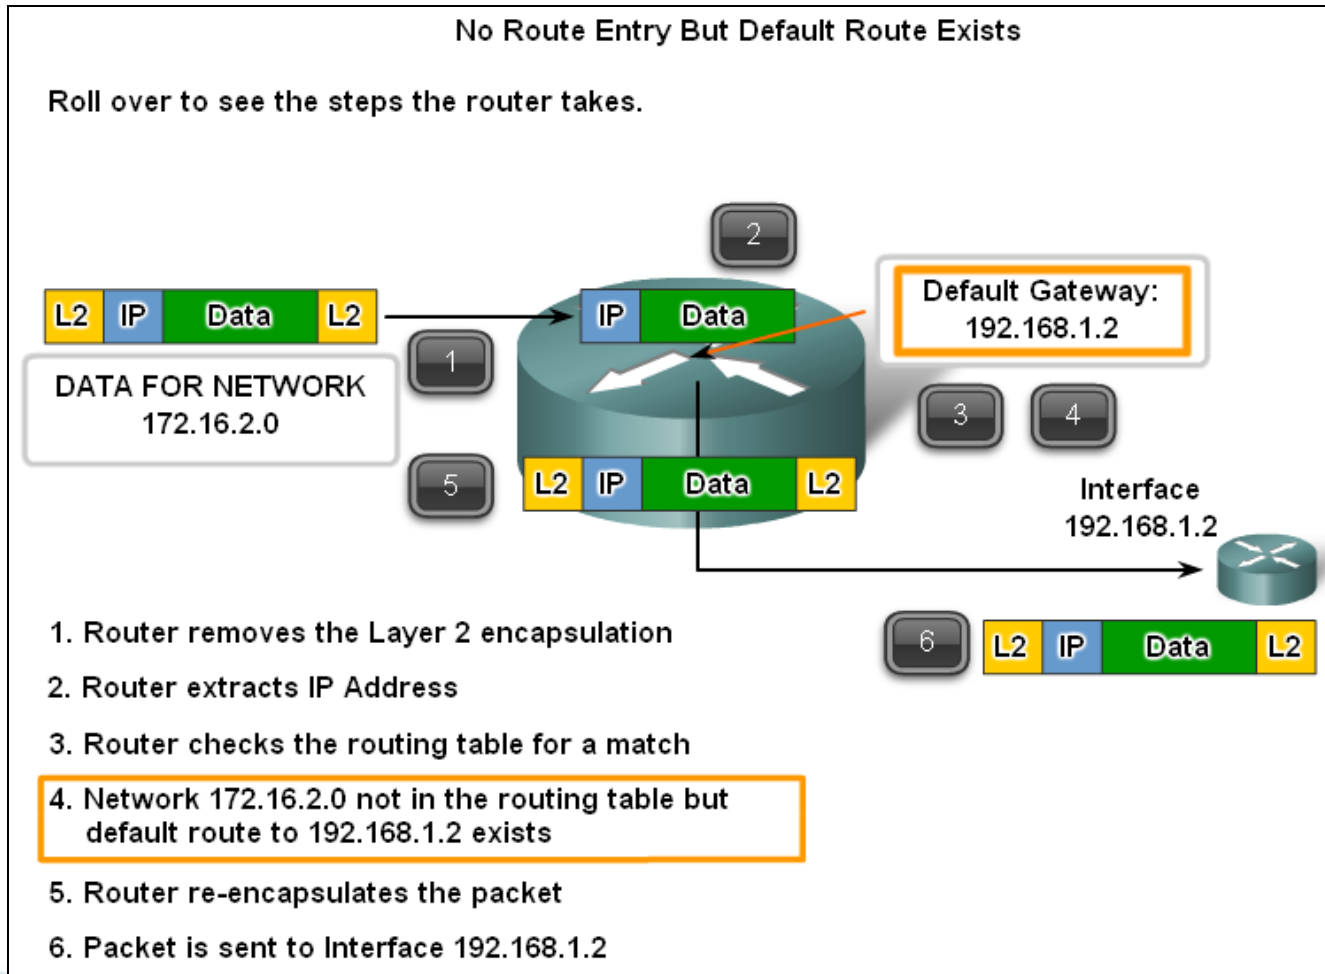 No Route Entry But Default Route Exists
Roll over to see the steps the router takes.
2
L2 IP Data L2
IP Data
Default Gateway:
192.168.1.2
1
DATA FOR NETWORK
172.16.2.0
3 4
5
L2 IP Data L2
Interface
192.168.1.2
1. Router removes the Layer 2 encapsulation
6
L2 IP Data L2
2. Router extracts IP Address
3. Router checks the routing table for a match
4. Network 172.16.2.0 not in the routing table but
default route to 192.168.1.2 exists
5. Router re-encapsulates the packet
6. Packet is sent to Interface 192.168.1.2